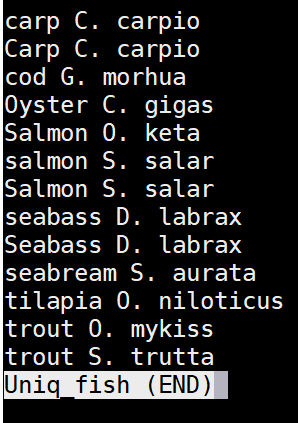 carp C. carpio
Carp C. carpio
cod G. morhua
Oyster C. gigas
Salmon O. keta
salmon S. salar
Salmon S. salar
seabass D. labrax
Seabass D. labrax
seabream S. aurata
tilapia O. niloticus
trout O. mykiss
trout S. trutta
Uniq_fish (END)